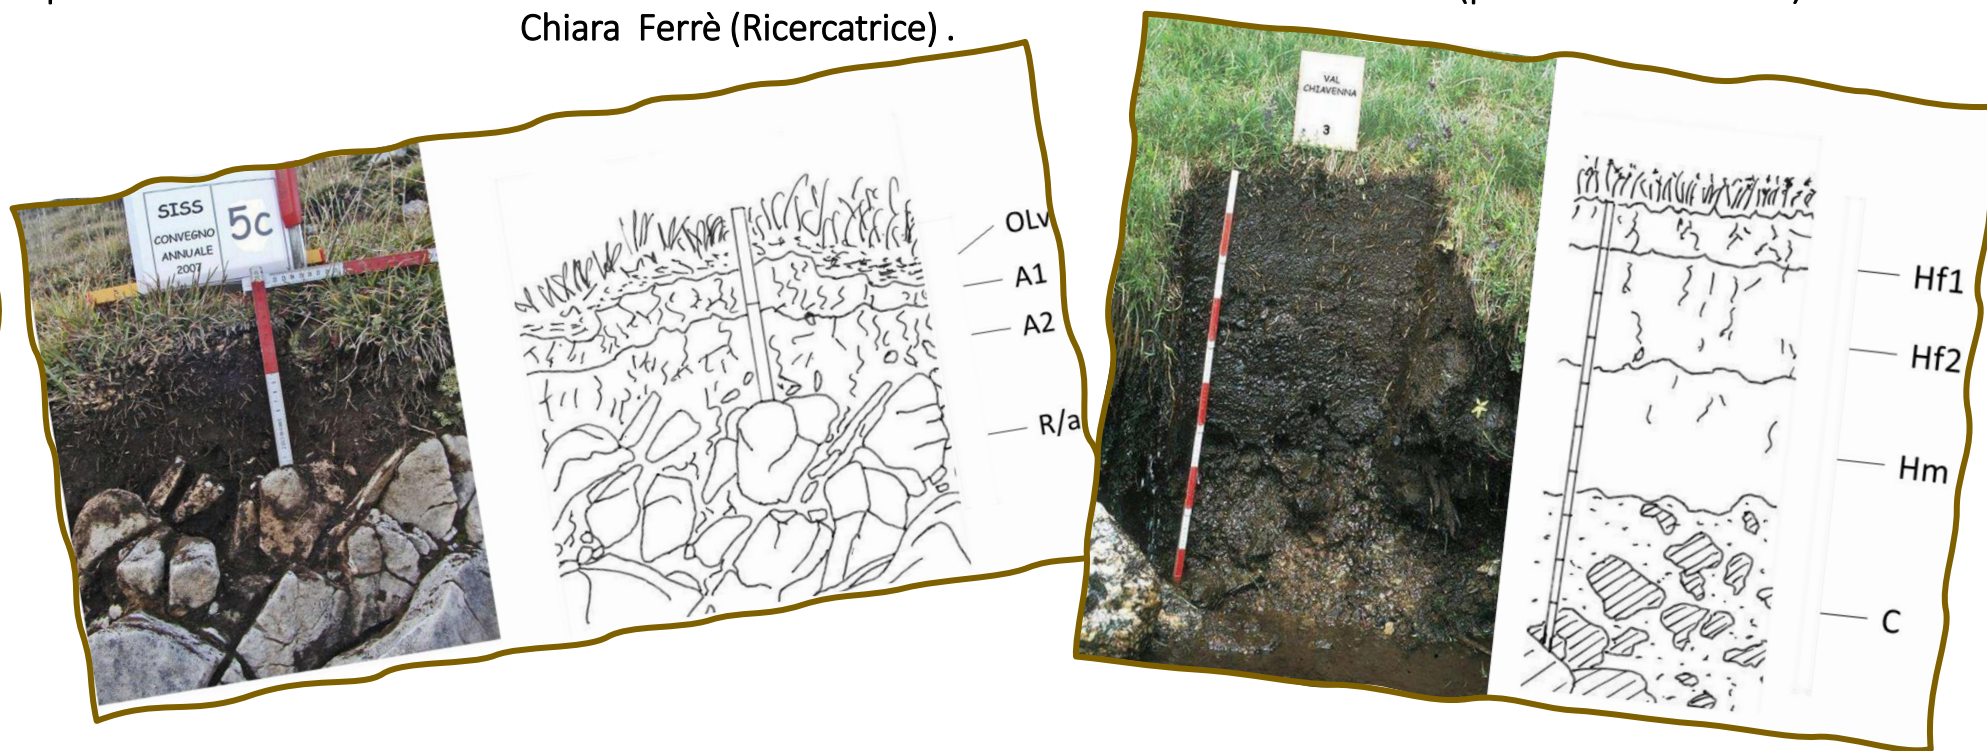 Chiara Ferrè (Ricercatrice) .
SISS
CONVEGNO
ANNUALE
2007
5c
OLv
A1
A2
R/a
VAL
CHIAVENNA
3
Hf1
Hf2
Hm
C